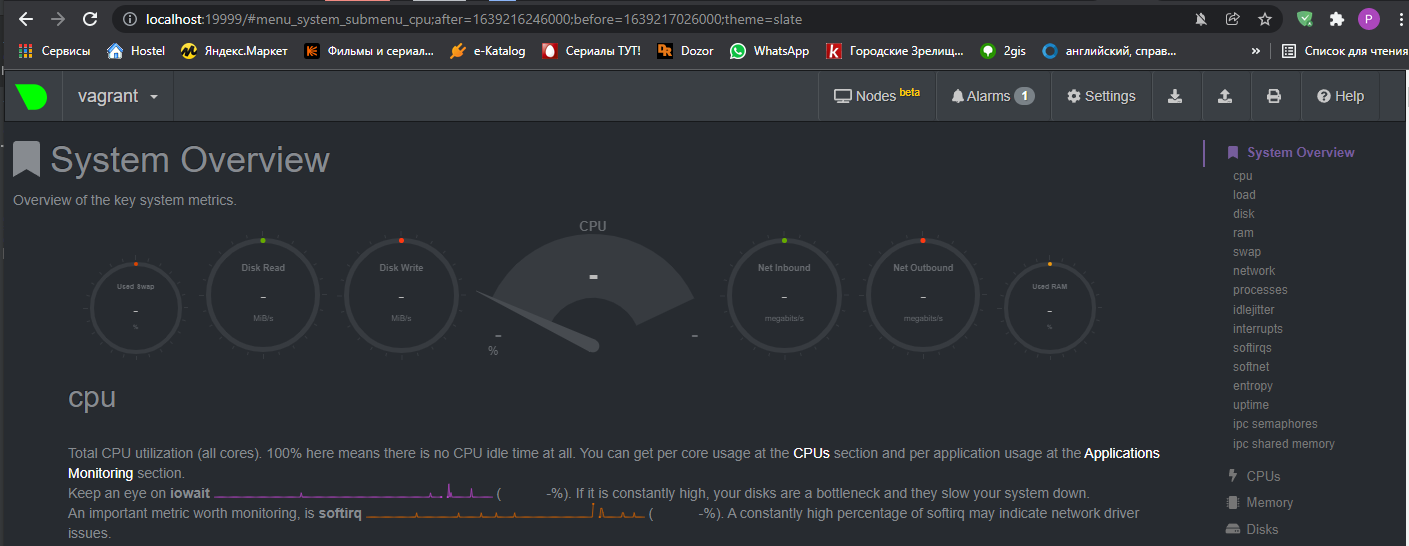 localhost:19999/#menu_system_submenu_cpu;after=1639216246000;before=1639217026000;theme=slate
P
Сервисы Hostel Яндекс.Маркет Фильмы и сериал... e-Katalog Сериалы ТУТ! Dozor WhatsApp Городские Зрелищ... 2gis английский, справ... » Список для чтения
vagrant Nodes beta Alarms 1 Settings Help
System Overview
Overview of the key system metrics.
CPU
Used Swap
-
%
Disk Read
-
MiB/s
Disk Write
-
MiB/s
-
- -
%
Net Inbound
-
megabits/s
Net Outbound
-
megabits/s
Used RAM
-
%
cpu
Total CPU utilization (all cores). 100% here means there is no CPU idle time at all. You can get per core usage at the CPUs section and per application usage at the Applications
Monitoring section.
Keep an eye on iowait ( -%). If it is constantly high, your disks are a bottleneck and they slow your system down.
An important metric worth monitoring, is softirq ( -%). A constantly high percentage of softirq may indicate network driver
issues.
System Overview
cpu
load
disk
ram
swap
network
processes
idlejitter
interrupts
softirqs
softnet
entropy
uptime
ipc semaphores
ipc shared memory
CPUs
Memory
Disks